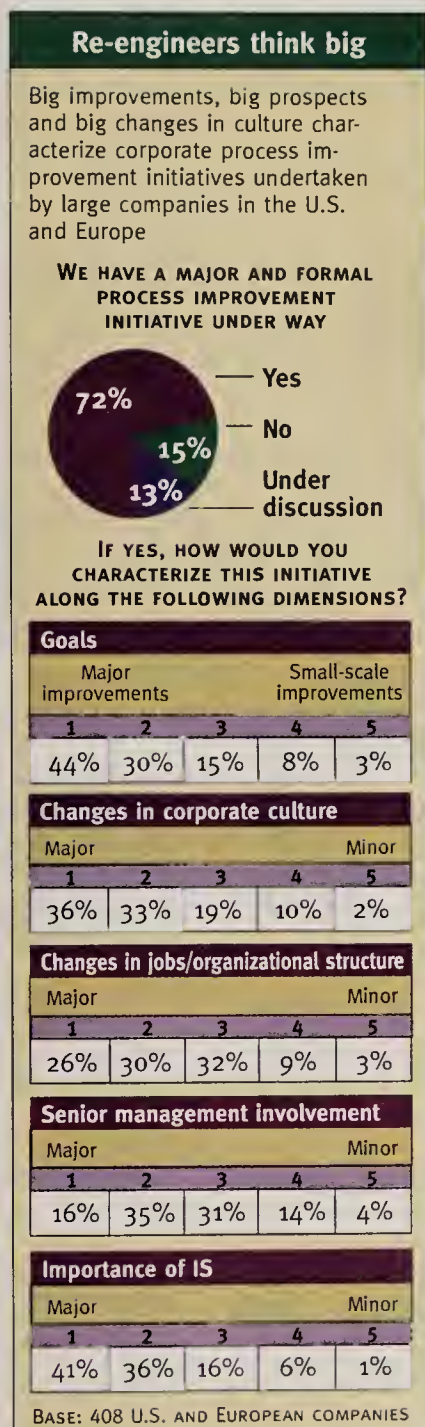 Re-engineers think big
Big improvements, big prospects
and big changes in culture char-
acterize corporate process im-
provement initiatives undertaken
by large companies in the U.S.
and Europe
WE HAVE A MAJOR AND FORMAL
PROCESS IMPROVEMENT
INITIATIVE UNDER WAY
72%
Yes
No
15%
13%
Under
discussion
IF YES, HOW WOULD YOU
CHARACTERIZE THIS INITIATIVE
ALONG THE FOLLOWING DIMENSIONS?
Goals
Major Small-scale
improvements improvements
1 2 3 4 5
44% 30% 15% 8% 3%
Changes in corporate culture
Major Minor
1 2 3 4 5
36% 33% 19% 10% 2%
Changes in jobs/organizational structure
Major Minor
1 2 3 4 5
26% 30% 32% 9% 3%
Senior management involvement
Major Minor
1 2 3 4 5
16% 35% 31% 14% 4%
Importance of IS
Major Minor
1 2 3 4 5
41% 36% 16% 6% 1%
BASE: 408 U.S. AND EUROPEAN COMPANIES